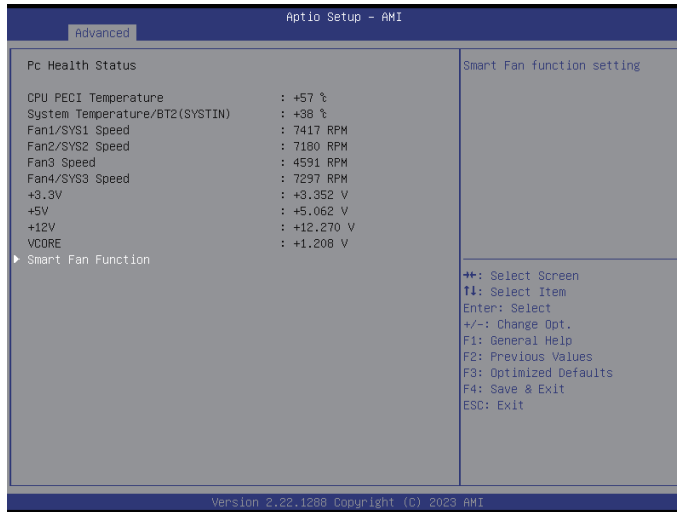 Aptio Setup – AMI
Advanced
Pc Health Status
CPU PECI Temperature : +57 ℃
System Temperature/BT2(SYSTIN) : +38 ℃
Fan1/SYS1 Speed : 7417 RPM
Fan2/SYS2 Speed : 7180 RPM
Fan3 Speed : 4591 RPM
Fan4/SYS3 Speed : 7297 RPM
+3.3V : +3.352 V
+5V : +5.062 V
+12V : +12.270 V
VCORE : +1.208 V
Smart Fan Function
Smart Fan function setting
→←: Select Screen
↑↓: Select Item
Enter: Select
+/-: Change Opt.
F1: General Help
F2: Previous Values
F3: Optimized Defaults
F4: Save & Exit
ESC: Exit
Version 2.22.1288 Copyright (C) 2023 AMI